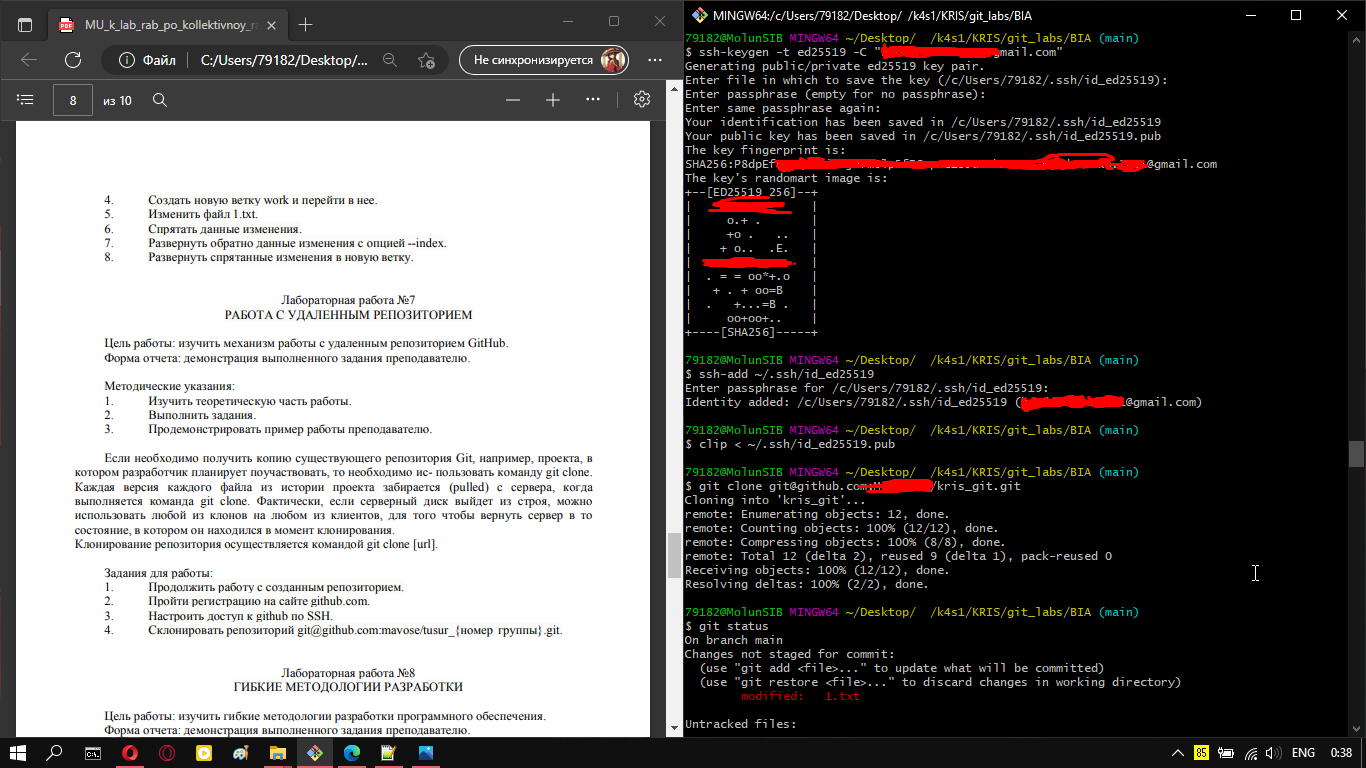 MU_k_lab_rab_po_kollektivnoy_r
Файл
C:/Users/79182/Desktop/...
Не синхронизируется
8
из 10
4. Создать новую ветку work и перейти в нее.
5. Изменить файл 1.txt.
6. Спрятать данные изменения.
7. Развернуть обратно данные изменения с опцией --index.
8. Развернуть спрятанные изменения в новую ветку.
Лабораторная работа №7
РАБОТА С УДАЛЕННЫМ РЕПОЗИТОРИЕМ
Цель работы: изучить механизм работы с удаленным репозиторием GitHub.
Форма отчета: демонстрация выполненного задания преподавателю.
Методические указания:
1. Изучить теоретическую часть работы.
2. Выполнить задания.
3. Продемонстрировать пример работы преподавателю.
Если необходимо получить копию существующего репозитория Git, например, проекта, в
котором разработчик планирует поучаствовать, то необходимо ис- пользовать команду git clone.
Каждая версия каждого файла из истории проекта забирается (pulled) с сервера, когда
выполняется команда git clone. Фактически, если серверный диск выйдет из строя, можно
использовать любой из клонов на любом из клиентов, для того чтобы вернуть сервер в то
состояние, в котором он находился в момент клонирования.
Клонирование репозитория осуществляется командой git clone [url].
Задания для работы:
1. Продолжить работу с созданным репозиторием.
2. Пройти регистрацию на сайте github.com.
3. Настроить доступ к github по SSH.
4. Склонировать репозиторий git@github.com:mavose/tusur_{номер группы}.git.
Лабораторная работа №8
ГИБКИЕ МЕТОДОЛОГИИ РАЗРАБОТКИ
Цель работы: изучить гибкие методологии разработки программного обеспечения.
Форма отчета: демонстрация выполненного задания преподавателю.
MINGW64:/c/Users/79182/Desktop/ /k4s1/KRIS/git_labs/BIA
79182@MolunSIB MINGW64 ~/Desktop/ /k4s1/KRIS/git_labs/BIA (main)
$ ssh-keygen -t ed25519 -C "gmail.com"
Generating public/private ed25519 key pair.
Enter file in which to save the key (/c/Users/79182/.ssh/id_ed25519):
Enter passphrase (empty for no passphrase):
Enter same passphrase again:
Your identification has been saved in /c/Users/79182/.ssh/id_ed25519
Your public key has been saved in /c/Users/79182/.ssh/id_ed25519.pub
The key fingerprint is:
SHA256:P8dpEf @gmail.com
The key's randomart image is:
+--[ED25519 256]--+
| |
| o.+ . |
| +o . .. |
| + o.. .E. |
| . |
| . = = oo*+.o |
| + . + oo=B |
| . +...=B . |
| oo+oo+.. |
+----[SHA256]-----+
79182@MolunSIB MINGW64 ~/Desktop/ /k4s1/KRIS/git_labs/BIA (main)
$ ssh-add ~/.ssh/id_ed25519
Enter passphrase for /c/Users/79182/.ssh/id_ed25519:
Identity added: /c/Users/79182/.ssh/id_ed25519 ( @gmail.com)
79182@MolunSIB MINGW64 ~/Desktop/ /k4s1/KRIS/git_labs/BIA (main)
$ clip < ~/.ssh/id_ed25519.pub
79182@MolunSIB MINGW64 ~/Desktop/ /k4s1/KRIS/git_labs/BIA (main)
$ git clone git@github.com: /kris_git.git
Cloning into 'kris_git'...
remote: Enumerating objects: 12, done.
remote: Counting objects: 100% (12/12), done.
remote: Compressing objects: 100% (8/8), done.
remote: Total 12 (delta 2), reused 9 (delta 1), pack-reused 0
Receiving objects: 100% (12/12), done.
Resolving deltas: 100% (2/2), done.
79182@MolunSIB MINGW64 ~/Desktop/ /k4s1/KRIS/git_labs/BIA (main)
$ git status
On branch main
Changes not staged for commit:
(use "git add <file>..." to update what will be committed)
(use "git restore <file>..." to discard changes in working directory)
modified: 1.txt
Untracked files:
85
ENG
0:38